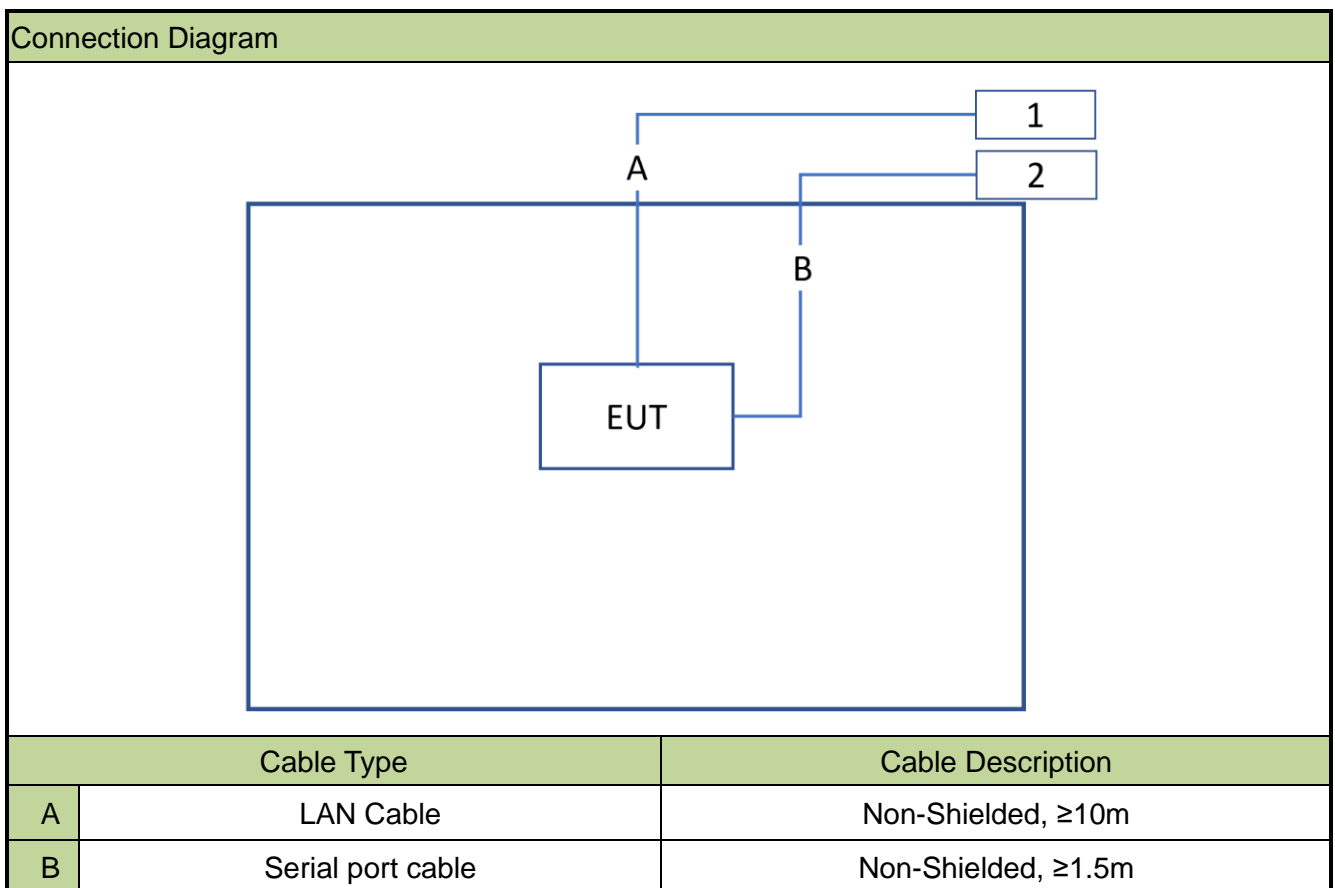 Connection Diagram
1
A
2
B
EUT
Cable Type Cable Description
A LAN Cable Non-Shielded, ≥10m
B Serial port cable Non-Shielded, ≥1.5m